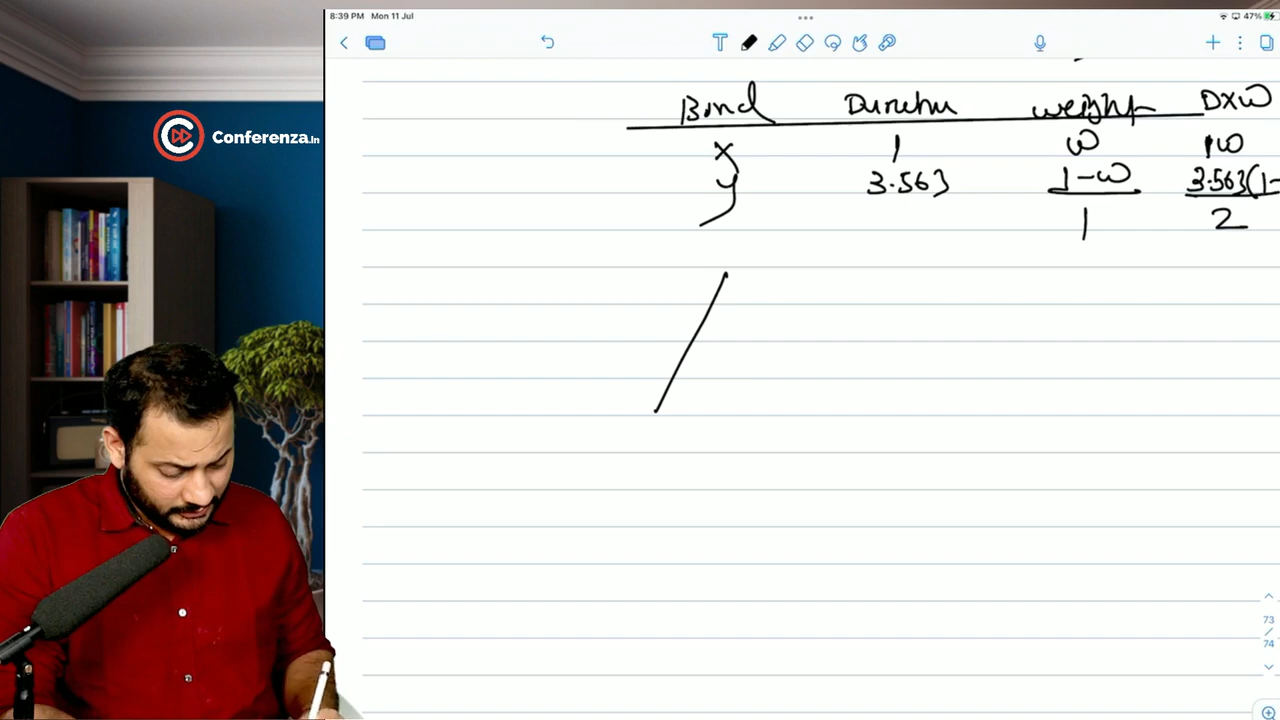 8:39 PM Mon 11 Jul
47%
Conferenza.in
Bond Duration weight D×W
x 1 w 1w
y 3.563 1-w 3.563(1-
1 2
73
/
74